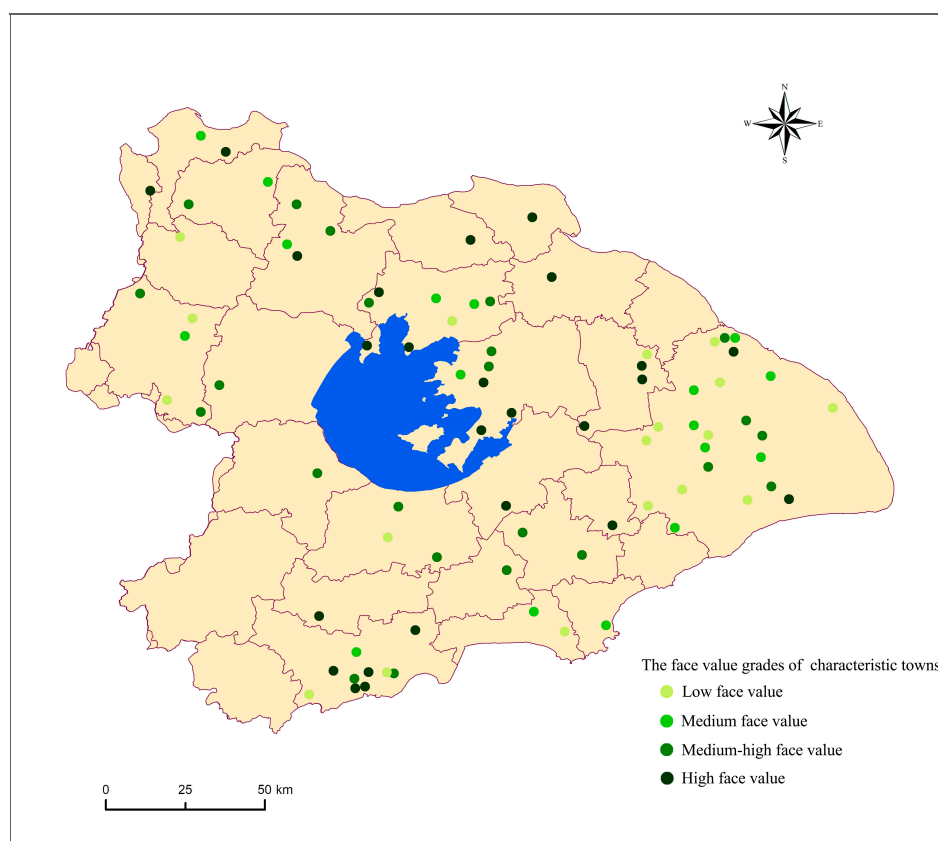 N
W E
S
The face value grades of characteristic towns
Low face value
Medium face value
Medium-high face value
High face value
0 25 50 km